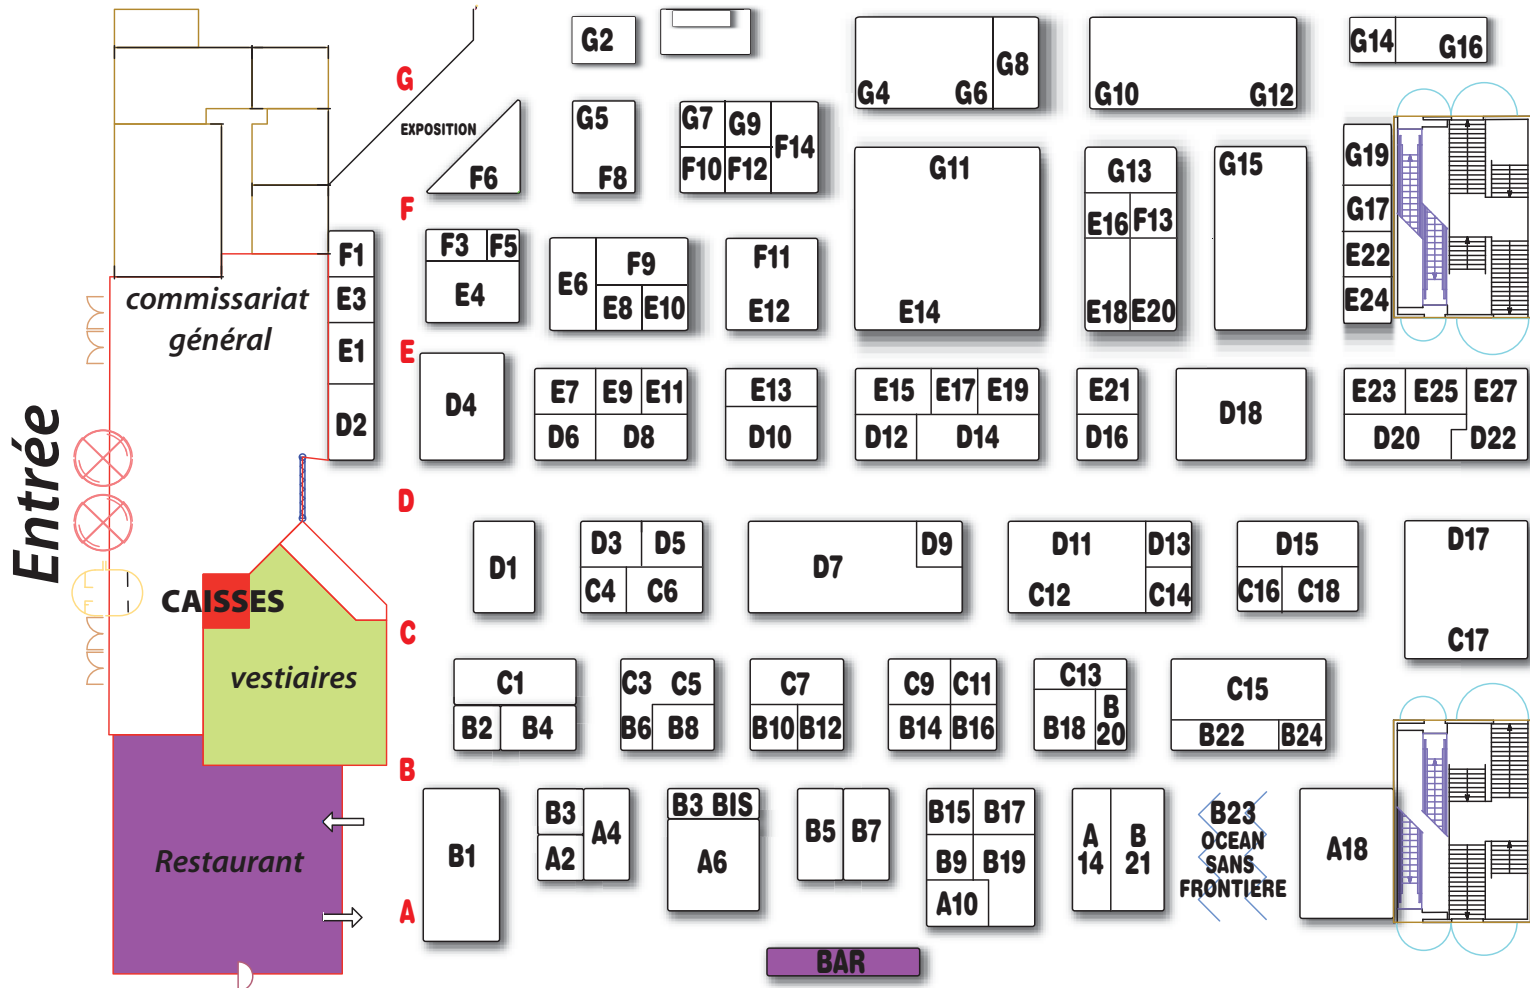 G2
G8
G14
G16
G
G4
G6
G10
G12
EXPOSITION
G5
G7
G9
F14
G19
F6
F8
F10
F12
G11
G13
G15
F
G17
E16
F13
F1
F3
F5
E6
F9
F11
E22
commissariat
général
E3
E4
E8
E10
E12
E14
E18
E20
E24
E1
E
Entrée
D2
D4
E7
E9
E11
E13
E15
E17
E19
E21
D18
E23
E25
E27
D6
D8
D10
D12
D14
D16
D20
D22
D
D1
D3
D5
D7
D9
D11
D13
D15
D17
CAISSES
C4
C6
C12
C14
C16
C18
C
C17
vestiaires
C1
C3
C5
C7
C9
C11
C13
C15
B2
B4
B6
B8
B10
B12
B14
B16
B18
B
20
B22
B24
B
B1
B3
A4
B3 BIS
B5
B7
B15
B17
A
14
B
21
B23
OCEAN
SANS
FRONTIERE
A18
Restaurant
A2
A6
B9
B19
A10
A
BAR